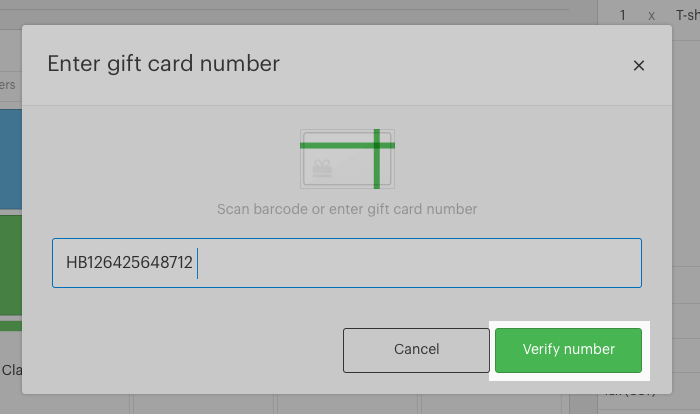 1 x T-sh
Enter gift card number
ers
Scan barcode or enter gift card number
HB126425648712
Cancel
Verify number
Cla